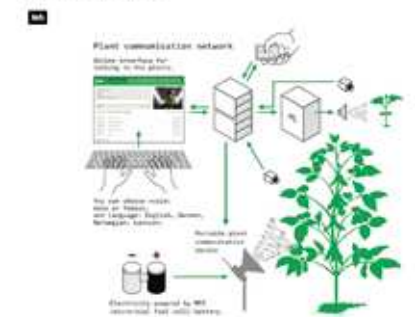 Plant communication network
Online interface for
talking to the plants.
You can choose voice:
male or female,
and language: English, German,
Norwegian,
Portable plant
communication
device
Electricity powered by MFC
(microbial fuel cell) battery.